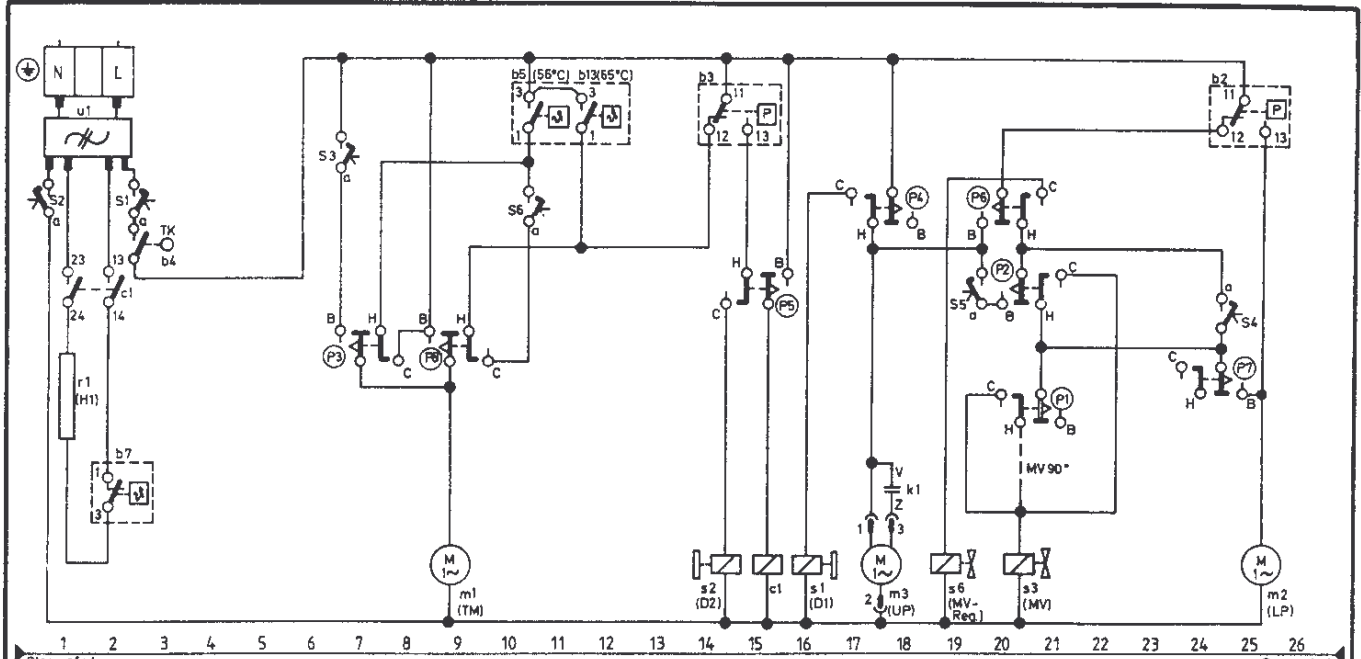 N L
u1
S2 S1
a a
TK
b4
23 13
c1
24 14
r1
(H1)
b7
1
3
S3
a
b5 (56°C) b13(65°C)
3 3
1 1
S6
a
B H B H
P3 C P8 C
M
1~
m1
(TM)
b3
11
P
12 13
H B
C P5
s2
(D2)
c1
s1
(D1)
C P4
H B
V
k1
Z
1 3
M
1~
2 m3
(UP)
P6 C
B H
P2 C
S5
a B H
C P1
H B
MV90°
s6
(MV-
Reg.)
s3
(MV)
b2
11
P
12 13
a
S4
C P7
H B
M
1~
m2
(LP)
1 2 3 4 5 6 7 8 9 10 11 12 13 14 15 16 17 18 19 20 21 22 23 24 25 26